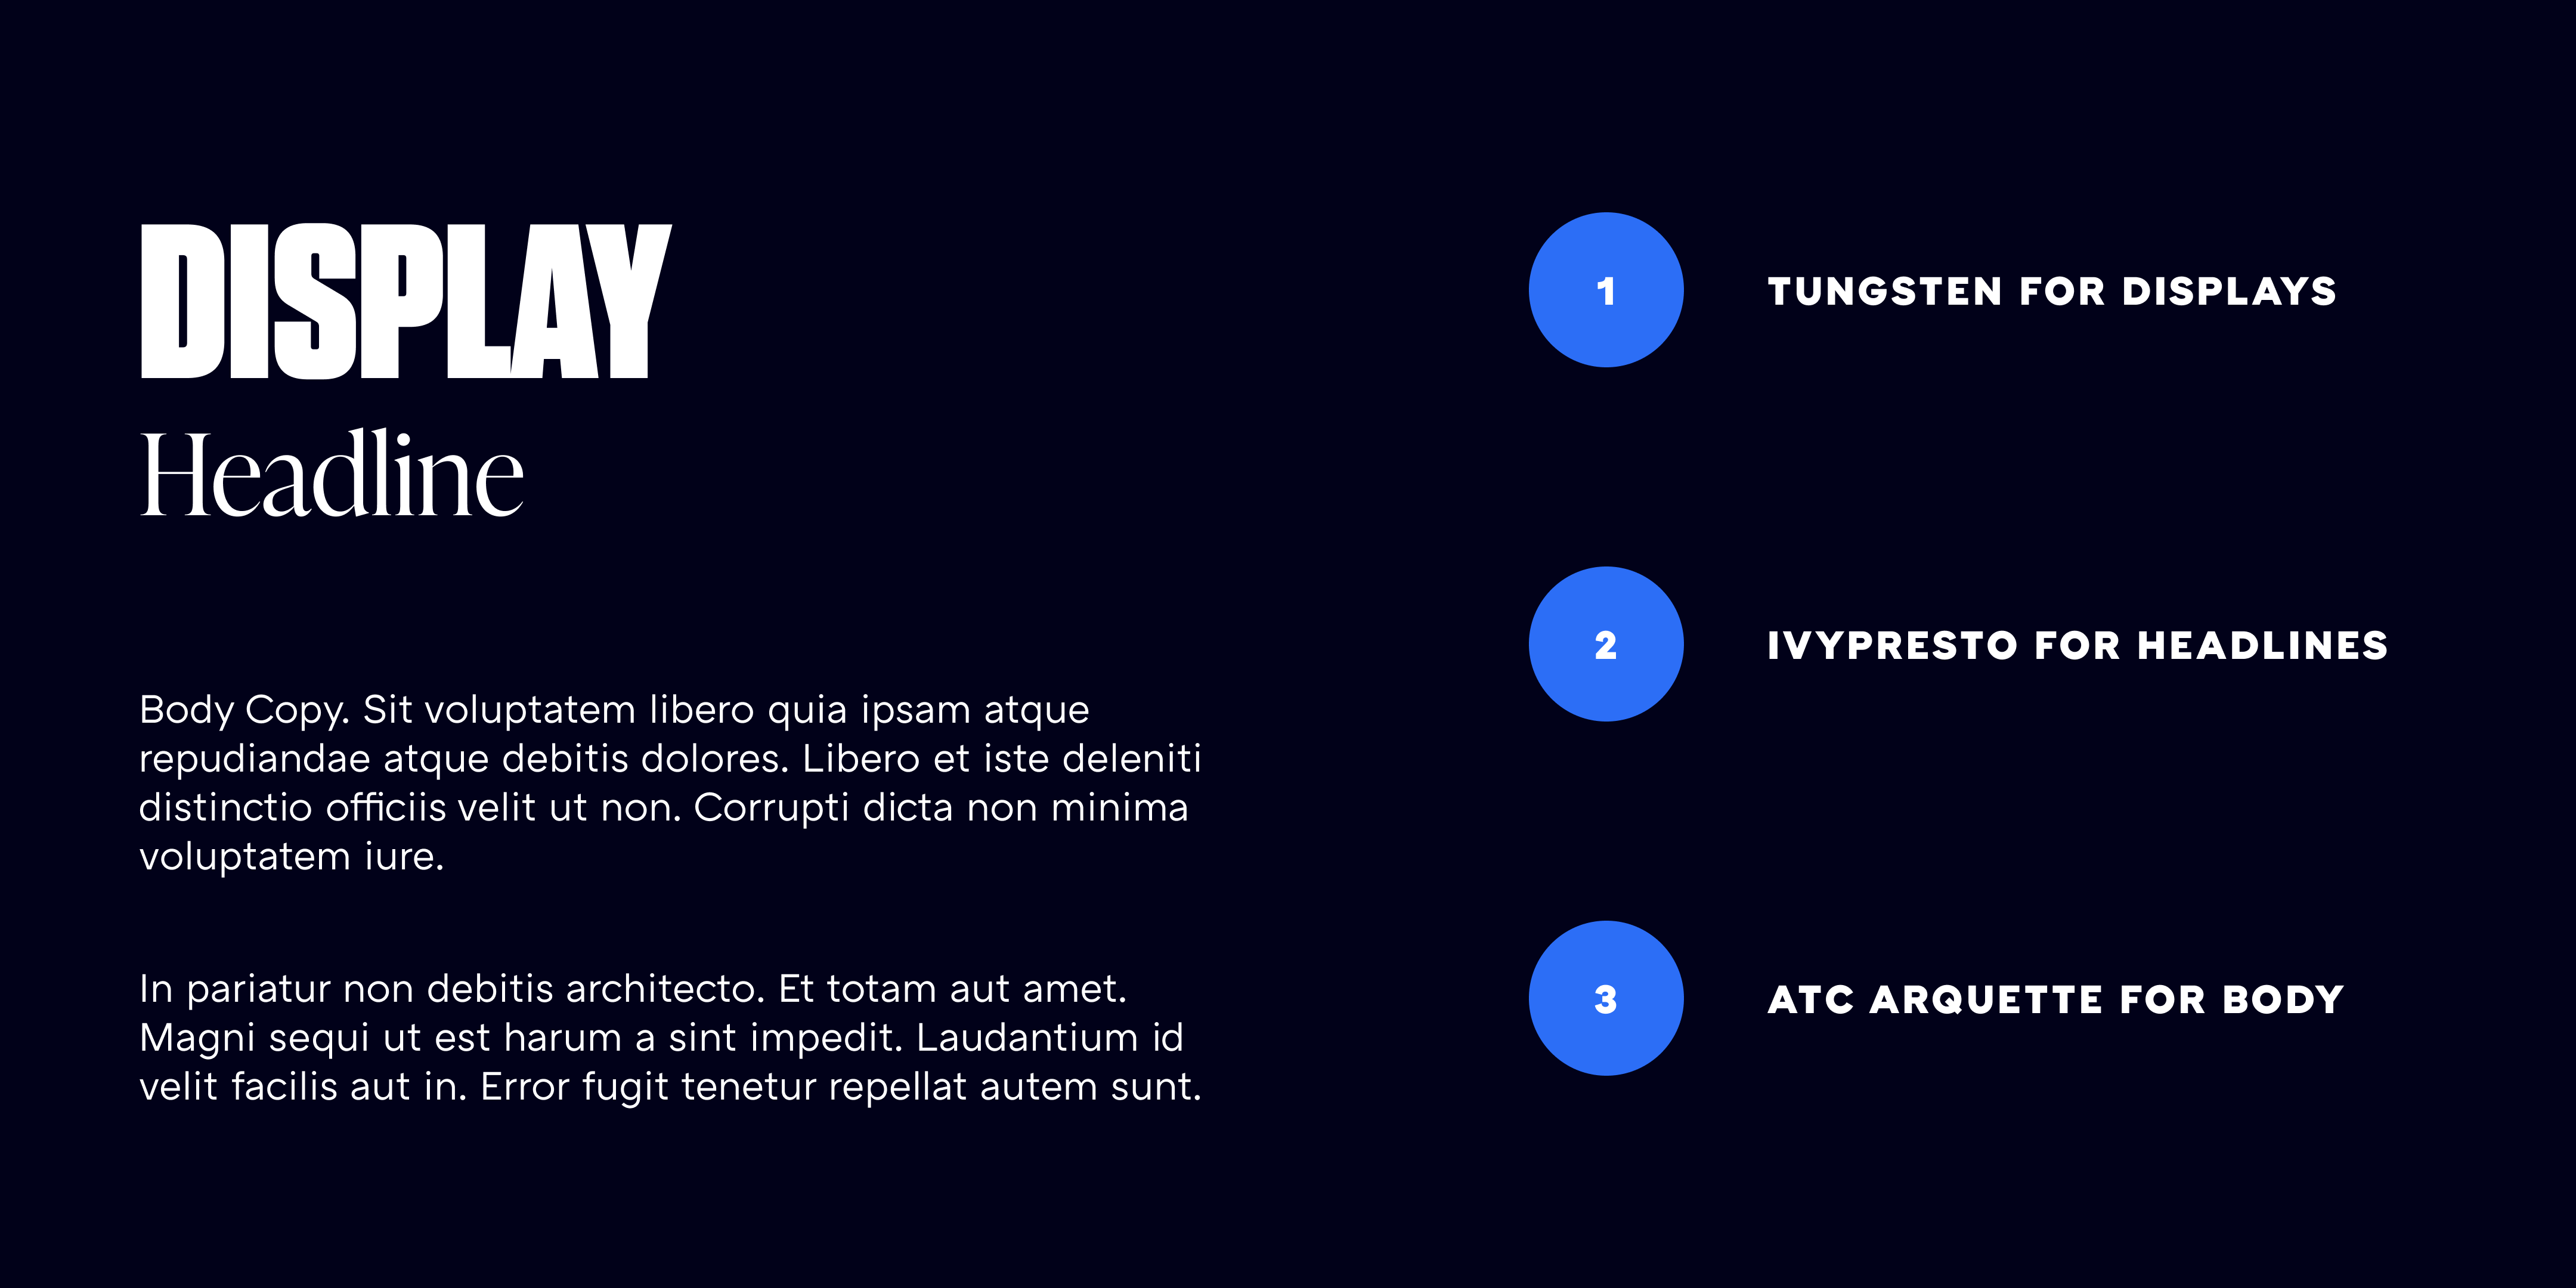 DISPLAY
Headline
Body Copy. Sit voluptatem libero quia ipsam atque
repudiandae atque debitis dolores. Libero et iste deleniti
distinctio officiis velit ut non. Corrupti dicta non minima
voluptatem iure.
In pariatur non debitis architecto. Et totam aut amet.
Magni sequi ut est harum a sint impedit. Laudantium id
velit facilis aut in. Error fugit tenetur repellat autem sunt.
1 TUNGSTEN FOR DISPLAYS
2 IVYPRESTO FOR HEADLINES
3 ATC ARQUETTE FOR BODY